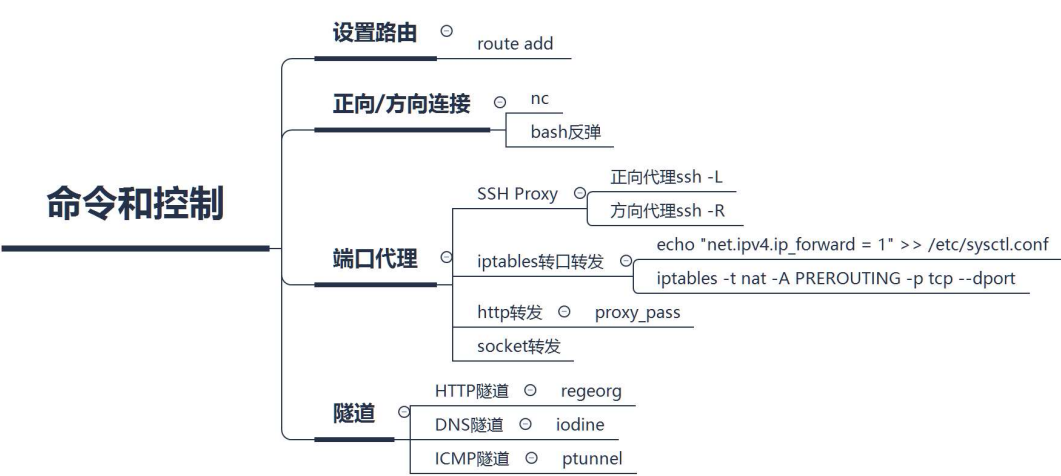 命令和控制
设置路由
route add
正向/方向连接
nc
bash反弹
端口代理
SSH Proxy
正向代理ssh -L
方向代理ssh -R
iptables转口转发
echo "net.ipv4.ip_forward = 1" >> /etc/sysctl.conf
iptables -t nat -A PREROUTING -p tcp --dport
http转发
proxy_pass
socket转发
隧道
HTTP隧道
regeorg
DNS隧道
iodine
ICMP隧道
ptunnel